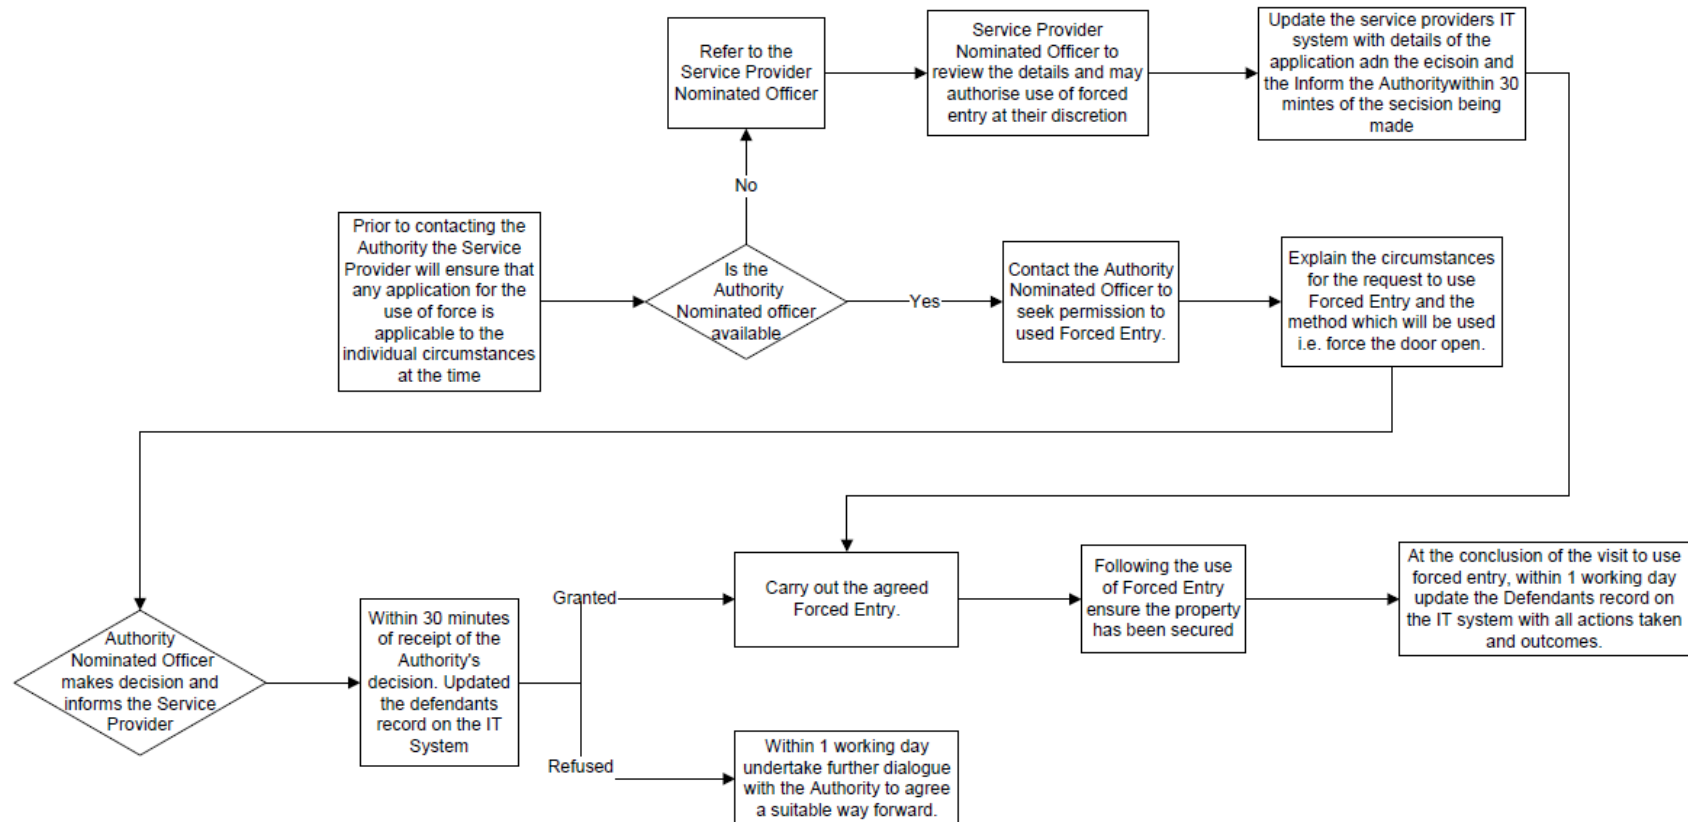 Refer to the
Service Provider
Nominated Officer
Service Provider
Nominated Officer to
review the details and may
authorise use of forced
entry at their discretion
Update the service providers IT
system with details of the
application adn the ecisoin and
the Inform the Authoritywithin 30
mintes of the secision being
made
No
Prior to contacting the
Authority the Service
Provider will ensure that
any application for the
use of force is
applicable to the
individual circumstances
at the time
Is the
Authority
Nominated officer
available
Yes
Contact the Authority
Nominated Officer to
seek permission to
used Forced Entry.
Explain the circumstances
for the request to use
Forced Entry and the
method which will be used
i.e. force the door open.
Authority
Nominated Officer
makes decision and
informs the Service
Provider
Within 30 minutes
of receipt of the
Authority's
decision. Updated
the defendants
record on the IT
System
Granted
Carry out the agreed
Forced Entry.
Following the use
of Forced Entry
ensure the property
has been secured
At the conclusion of the visit to use
forced entry, within 1 working day
update the Defendants record on
the IT system with all actions taken
and outcomes.
Refused
Within 1 working day
undertake further dialogue
with the Authority to agree
a suitable way forward.